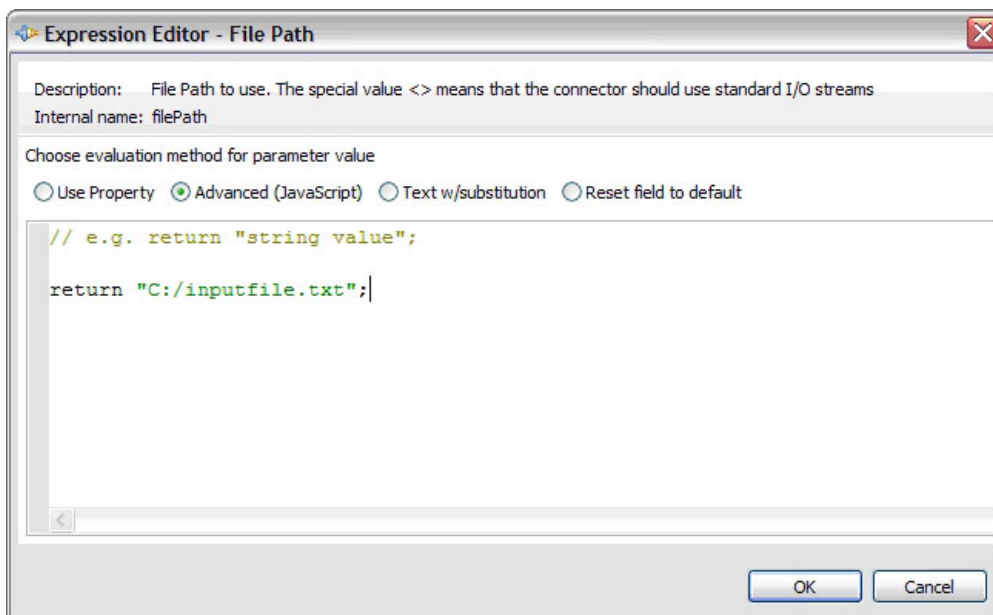 Expression Editor - File Path
Description: File Path to use. The special value <> means that the connector should use standard I/O streams
Internal name: filePath
Choose evaluation method for parameter value
Use Property Advanced (JavaScript) Text w/substitution Reset field to default
// e.g. return "string value";
return "C:/inputfile.txt";
OK Cancel